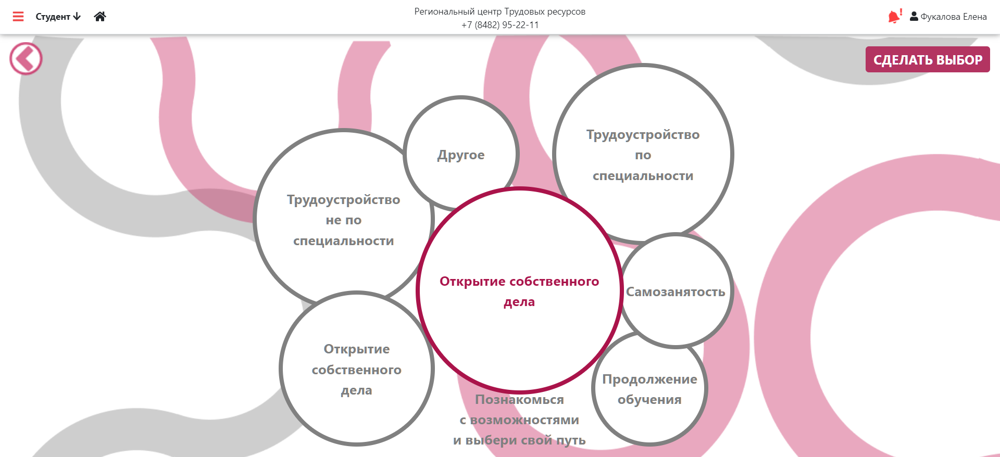 Студент
Региональный центр Трудовых ресурсов
+7 (8482) 95-22-11
Фукалова Елена
СДЕЛАТЬ ВЫБОР
Трудоустройство
по
специальности
Другое
Трудоустройство
не по
специальности
Открытие собственного
дела
Самозанятость
Открытие
собственного
дела
Продолжение
обучения
Познакомься
с возможностями
и выбери свой путь